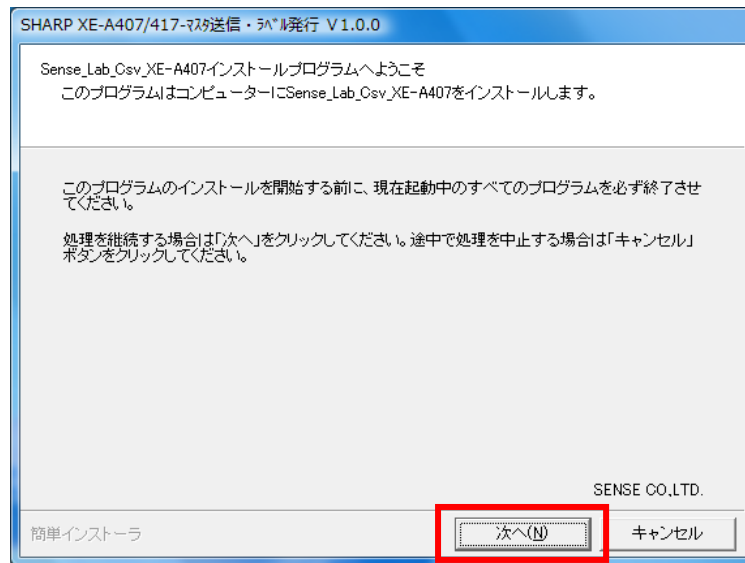 SHARP XE-A407/417-ﾏｽﾀ送信・ﾗﾍﾞﾙ発行 V1.0.0
Sense_Lab_Csv_XE-A407インストールプログラムへようこそ
このプログラムはコンピューターにSense_Lab_Csv_XE-A407をインストールします。
このプログラムのインストールを開始する前に、現在起動中のすべてのプログラムを必ず終了させ
てください。
処理を継続する場合は「次へ」をクリックしてください。途中で処理を中止する場合は「キャンセル」
ボタンをクリックしてください。
SENSE CO,.LTD.
簡単インストーラ
次へ(N)
キャンセル